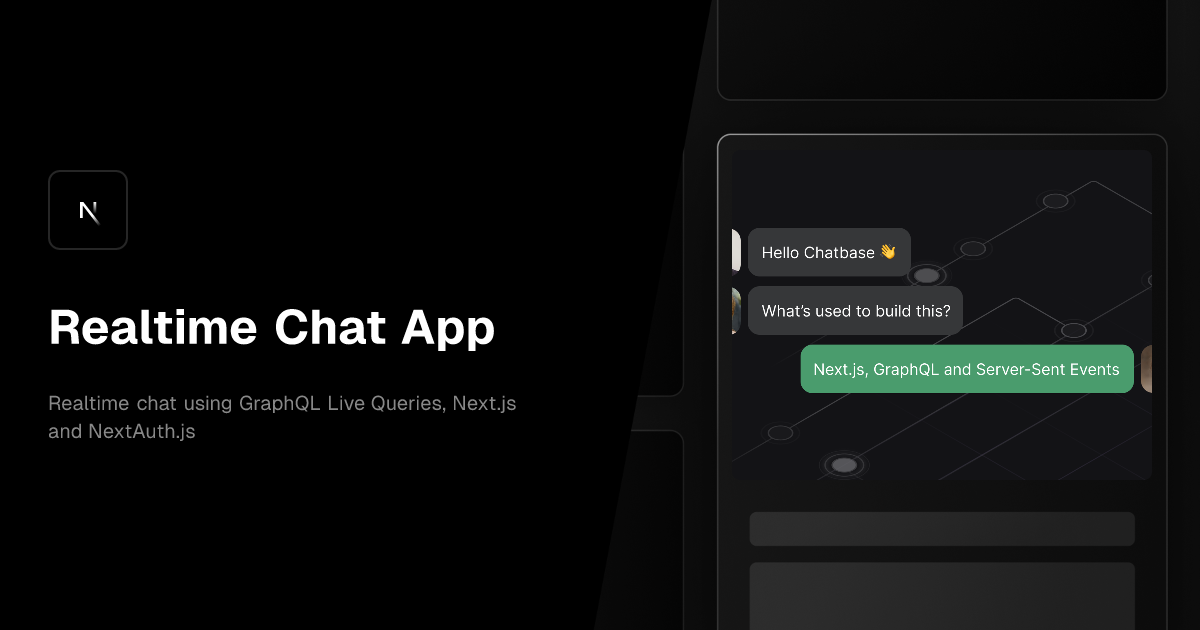 N
Realtime Chat App
Realtime chat using GraphQL Live Queries, Next.js
and NextAuth.js
Hello Chatbase 👋
What's used to build this?
Next.js, GraphQL and Server-Sent Events